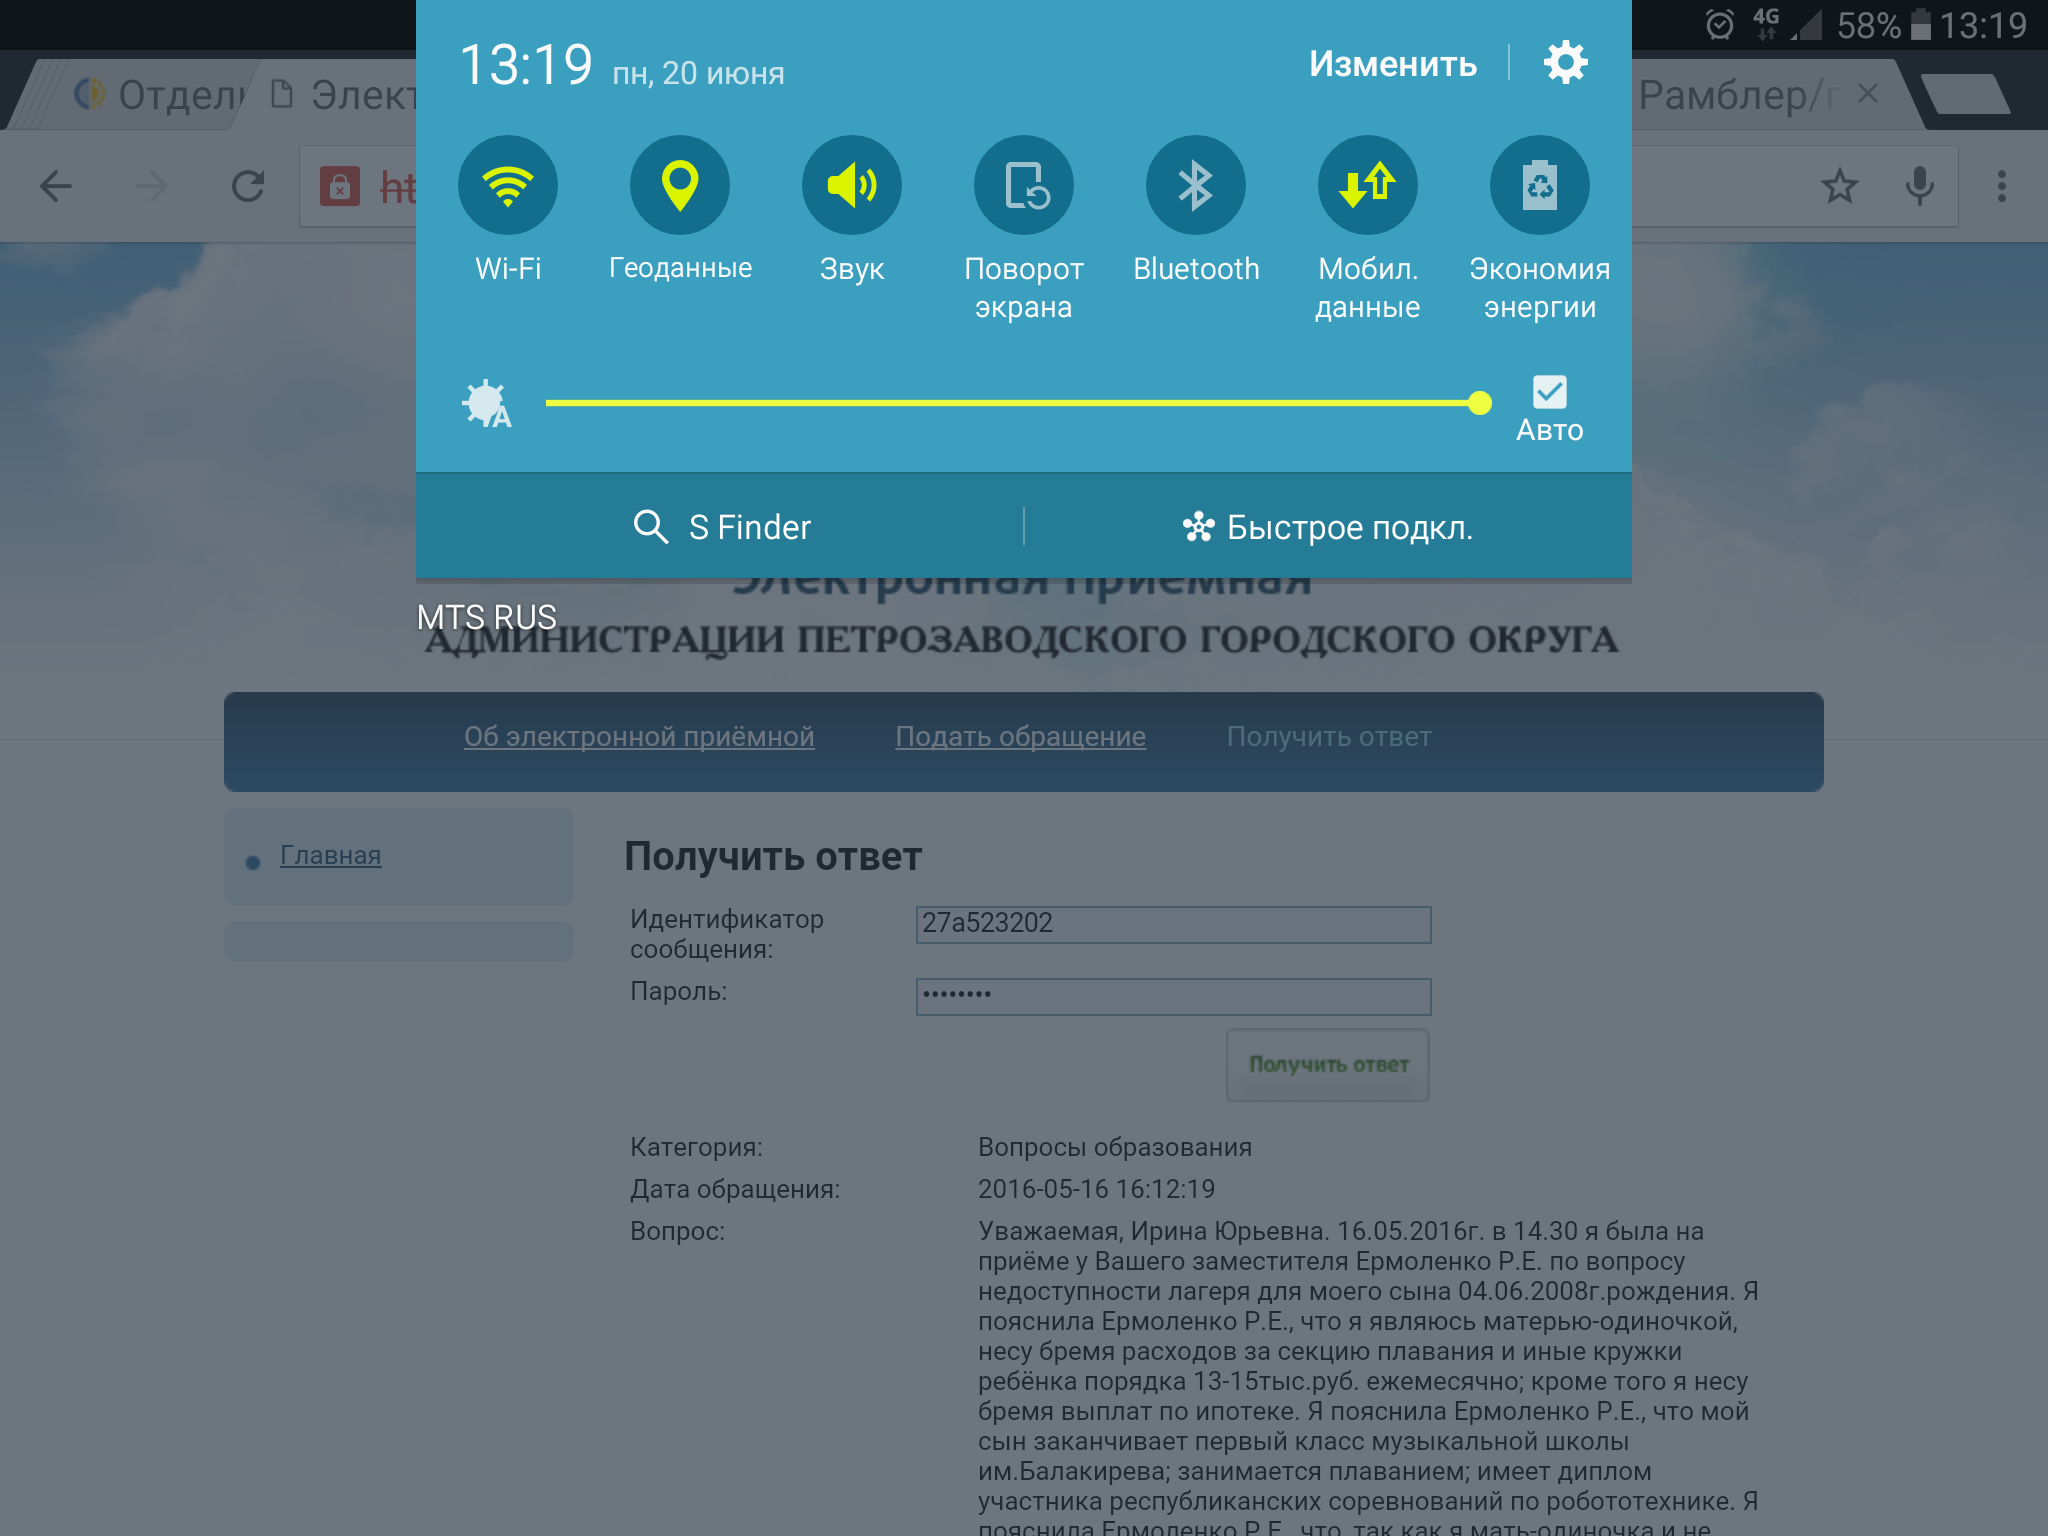 4G 58% 13:19
13:19 пн, 20 июня Изменить
Отдел Элект Рамблер/
ht
Wi-Fi Геоданные Звук Поворот экрана Bluetooth Мобил. данные Экономия энергии
A
Авто
S Finder Быстрое подкл.
Электронная приёмная
MTS RUS
АДМИНИСТРАЦИИ ПЕТРОЗАВОДСКОГО ГОРОДСКОГО ОКРУГА
Об электронной приёмной Подать обращение Получить ответ
Главная
Получить ответ
Идентификатор сообщения: 27a523202
Пароль: ••••••••
Получить ответ
Категория: Вопросы образования
Дата обращения: 2016-05-16 16:12:19
Вопрос: Уважаемая, Ирина Юрьевна. 16.05.2016г. в 14.30 я была на
приёме у Вашего заместителя Ермоленко Р.Е. по вопросу
недоступности лагеря для моего сына 04.06.2008г.рождения. Я
пояснила Ермоленко Р.Е., что я являюсь матерью-одиночкой,
несу бремя расходов за секцию плавания и иные кружки
ребёнка порядка 13-15тыс.руб. ежемесячно; кроме того я несу
бремя выплат по ипотеке. Я пояснила Ермоленко Р.Е., что мой
сын заканчивает первый класс музыкальной школы
им.Балакирева; занимается плаванием; имеет диплом
участника республиканских соревнований по робототехнике. Я
пояснила Ермоленко Р.Е., что, так как я мать-одиночка и не